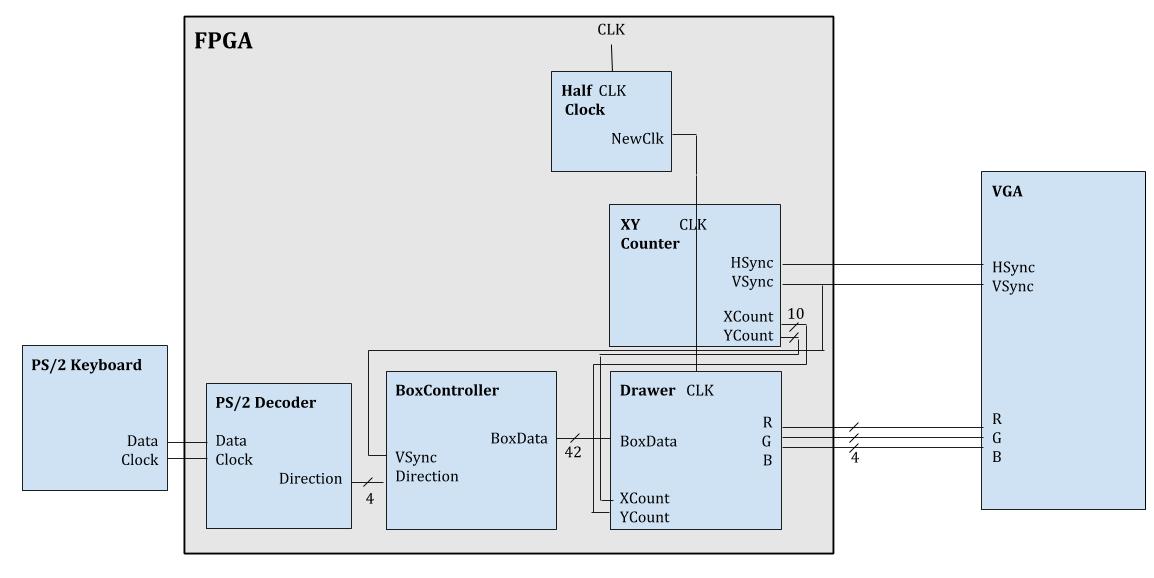 FPGA
CLK
Half CLK
Clock
NewClk
XY CLK
Counter
HSync
VSync
XCount
YCount
10
VGA
HSync
VSync
R
G
B
PS/2 Keyboard
Data
Clock
PS/2 Decoder
Data
Clock
Direction
4
BoxController
BoxData
VSync
Direction
42
Drawer CLK
R
BoxData G
B
XCount
YCount
4